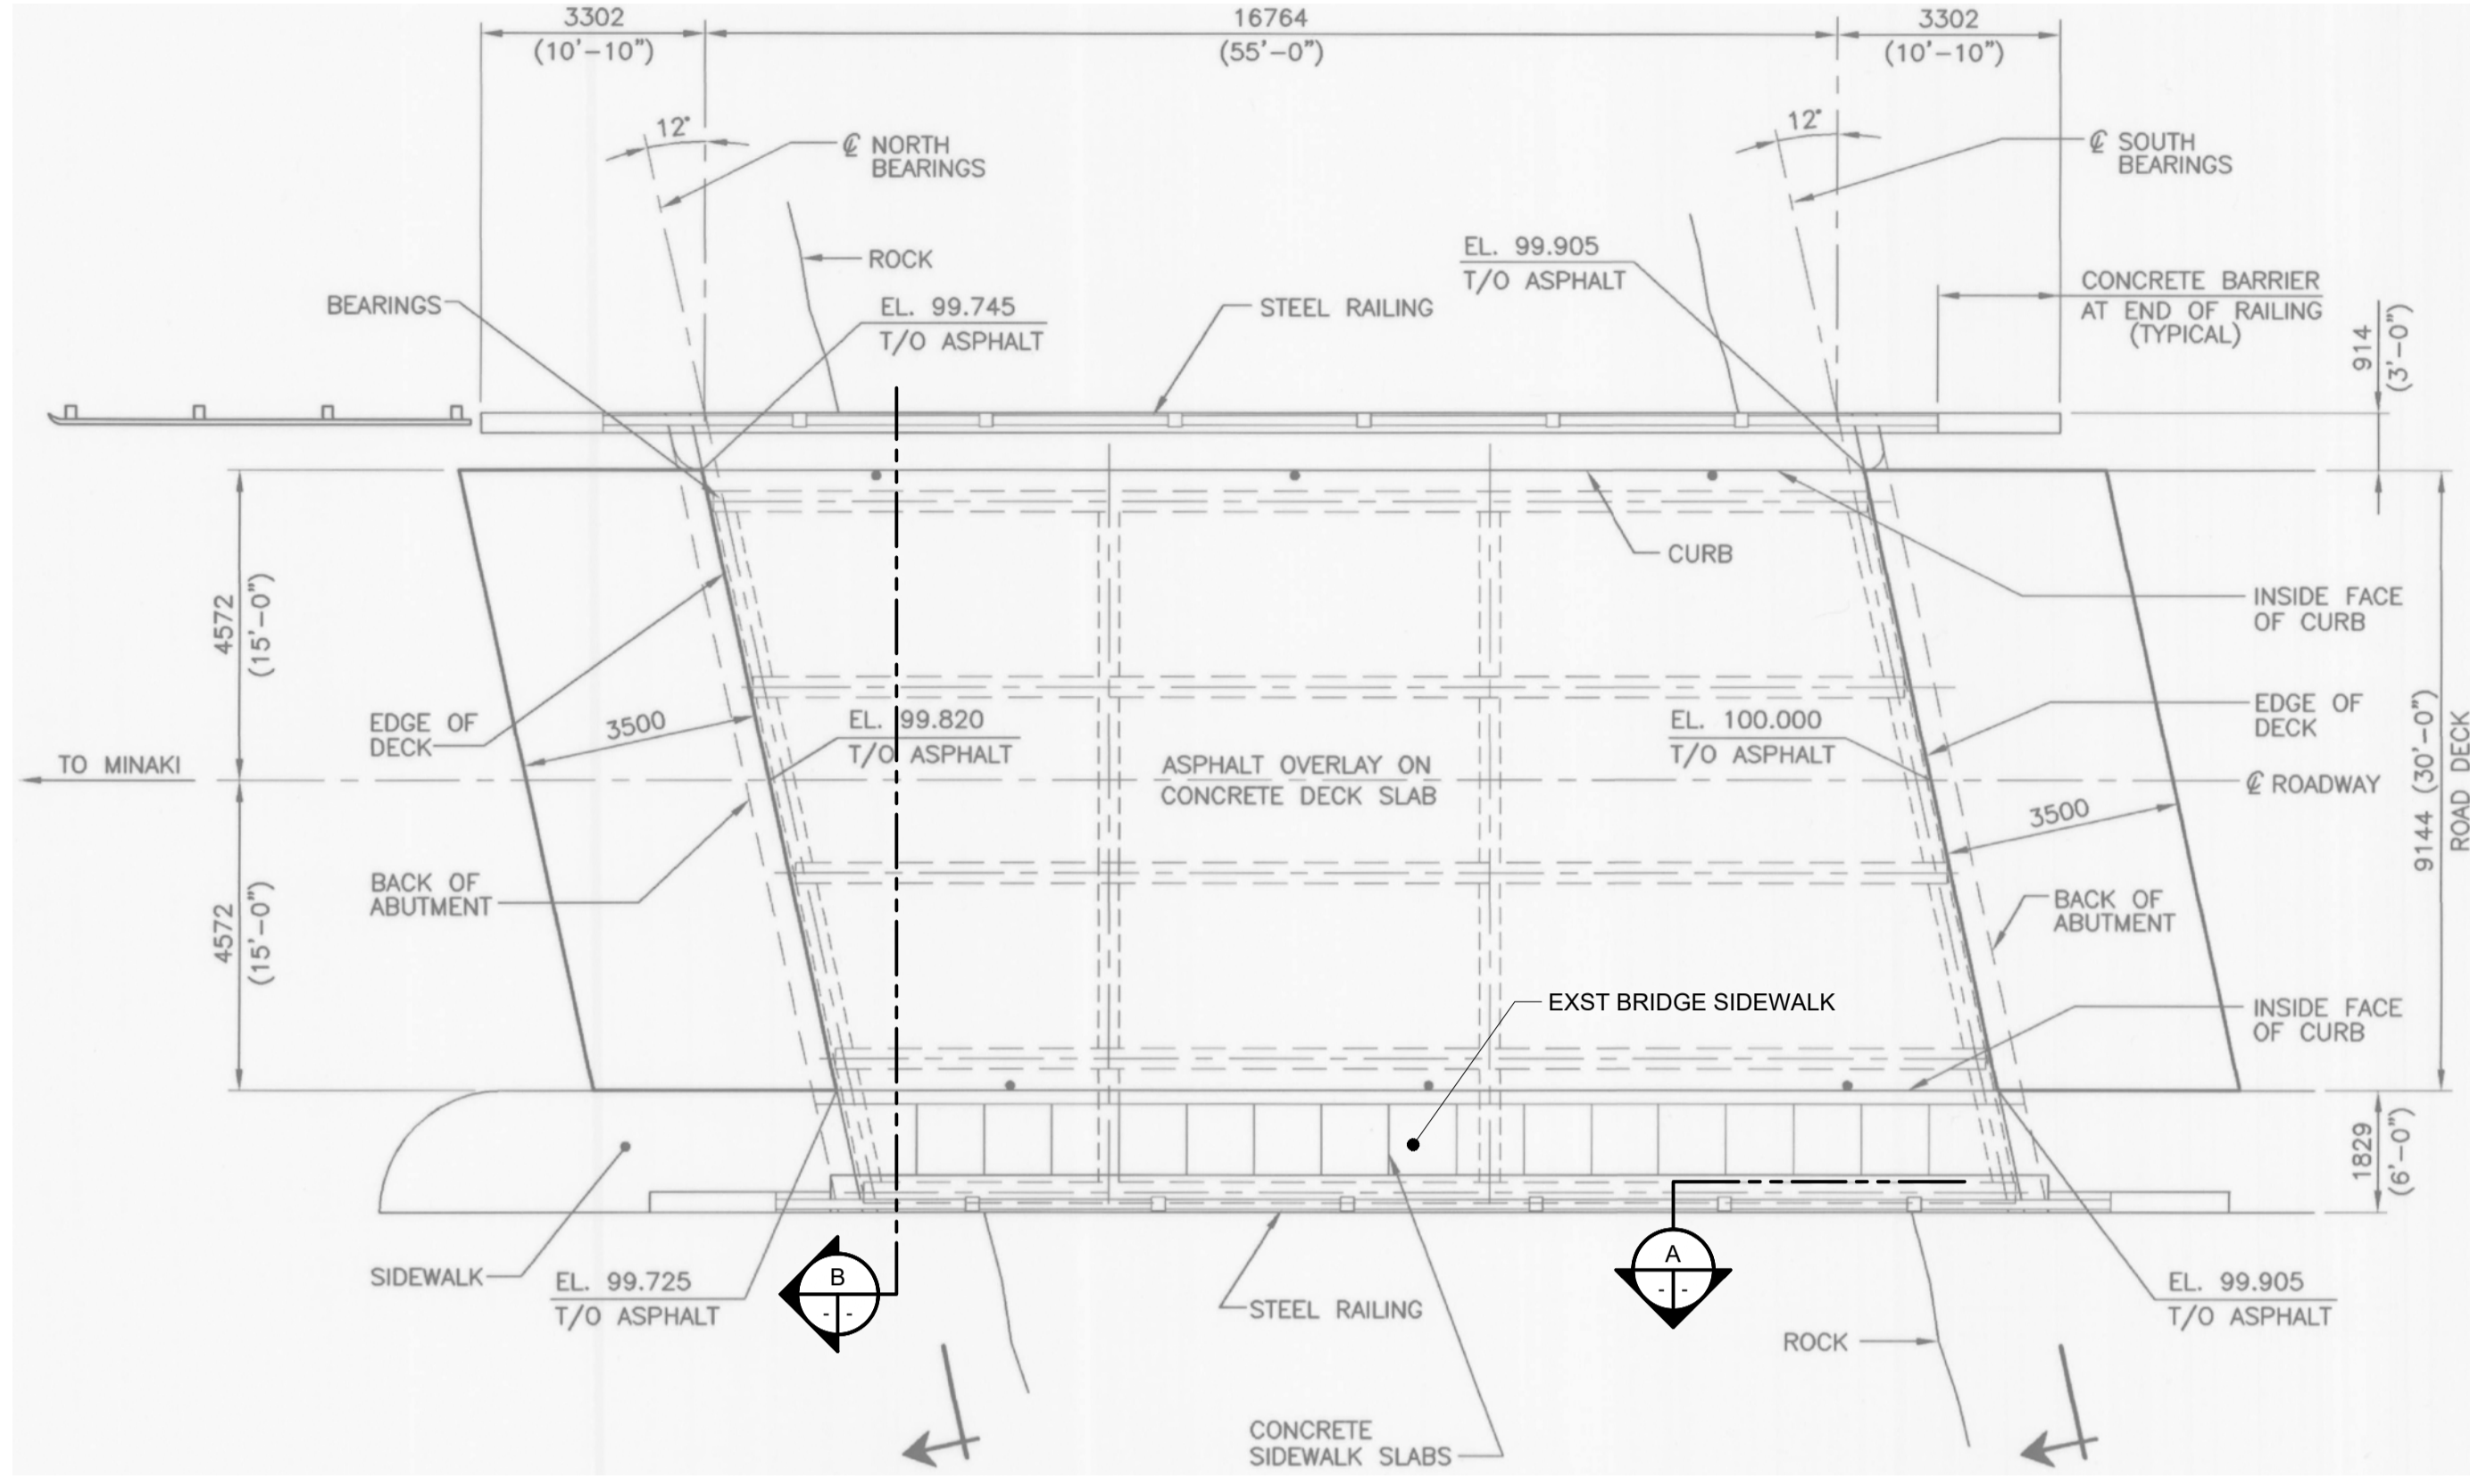 3302
(10'-10")
16764
(55'-0")
3302
(10'-10")
12°
℄ NORTH
BEARINGS
12°
℄ SOUTH
BEARINGS
ROCK
EL. 99.905
T/O ASPHALT
CONCRETE BARRIER
AT END OF RAILING
(TYPICAL)
BEARINGS
EL. 99.745
T/O ASPHALT
STEEL RAILING
914
(3'-0")
CURB
4572
(15'-0")
INSIDE FACE
OF CURB
EDGE OF
DECK
3500
EL. 99.820
T/O ASPHALT
EL. 100.000
T/O ASPHALT
EDGE OF
DECK
TO MINAKI
ASPHALT OVERLAY ON
CONCRETE DECK SLAB
℄ ROADWAY
9144 (30'-0")
ROAD DECK
3500
BACK OF
ABUTMENT
4572
(15'-0")
BACK OF
ABUTMENT
EXST BRIDGE SIDEWALK
INSIDE FACE
OF CURB
1829
(6'-0")
SIDEWALK
EL. 99.725
T/O ASPHALT
B
- -
STEEL RAILING
A
- -
EL. 99.905
T/O ASPHALT
ROCK
CONCRETE
SIDEWALK SLABS